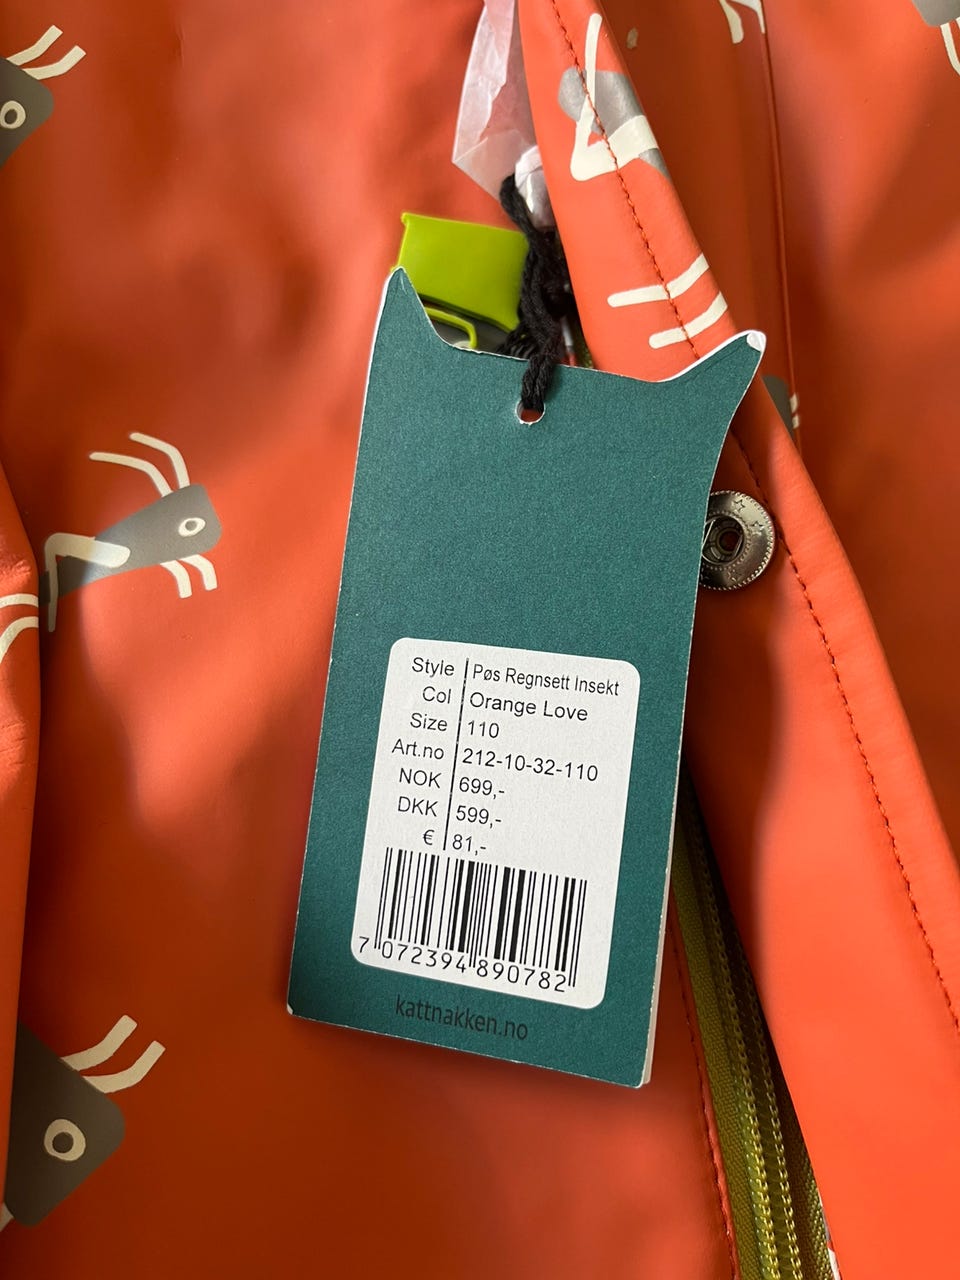 Style Pøs Regnsett Insekt
Col Orange Love
Size 110
Art.no 212-10-32-110
NOK 699,-
DKK 599,-
€ 81,-
7 072394 890782
kattnakken.no